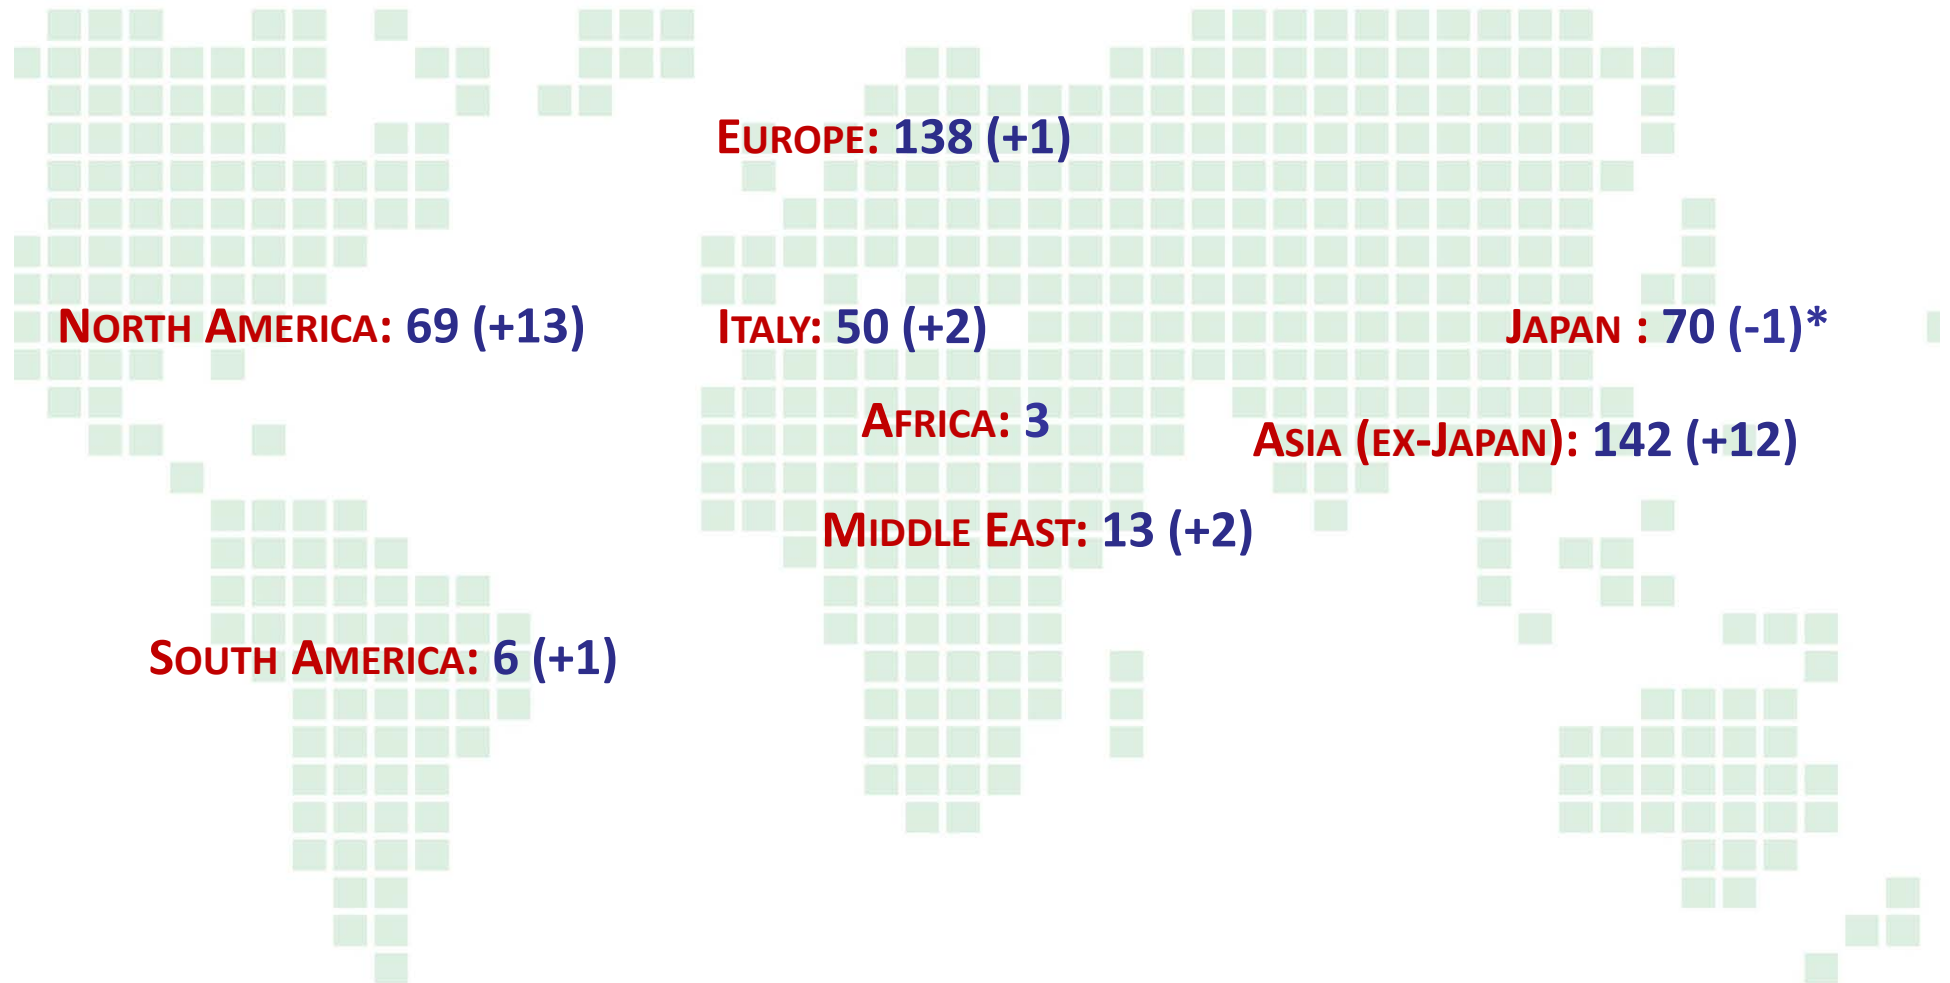 Europe: 138 (+1)
North America: 69 (+13)
Italy: 50 (+2)
Japan : 70 (-1)*
Africa: 3
Asia (ex-Japan): 142 (+12)
Middle East: 13 (+2)
South America: 6 (+1)